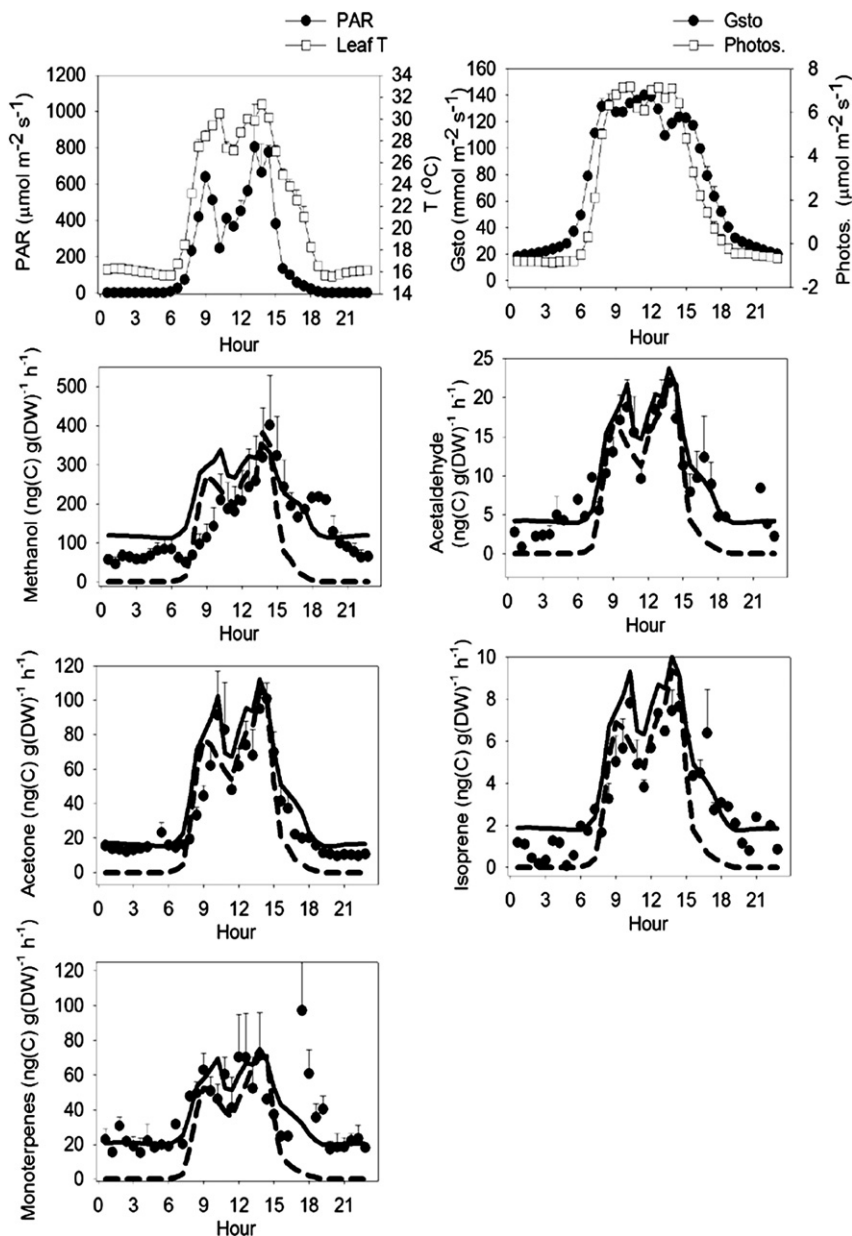 PAR
Leaf T
Gsto
Photos.
1200
1000
800
600
400
200
0
PAR (µmol m-2 s-1)
34
32
30
28
26
24
22
20
18
16
14
T (oC)
0 3 6 9 12 15 18 21
Hour
160
140
120
100
80
60
40
20
0
Gsto (mmol m-2 s-1)
8
6
4
2
0
-2
Photos. (µmol m-2 s-1)
0 3 6 9 12 15 18 21
Hour
500
400
300
200
100
0
Methanol (ng(C) g(DW)-1 h-1)
0 3 6 9 12 15 18 21
Hour
25
20
15
10
5
0
Acetaldehyde
(ng(C) g(DW)-1 h-1)
0 3 6 9 12 15 18 21
Hour
120
100
80
60
40
20
0
Acetone (ng(C) g(DW)-1 h-1)
0 3 6 9 12 15 18 21
Hour
10
8
6
4
2
0
Isoprene (ng(C) g(DW)-1 h-1)
0 3 6 9 12 15 18 21
Hour
120
100
80
60
40
20
0
Monoterpenes (ng(C) g(DW)-1 h-1)
0 3 6 9 12 15 18 21
Hour